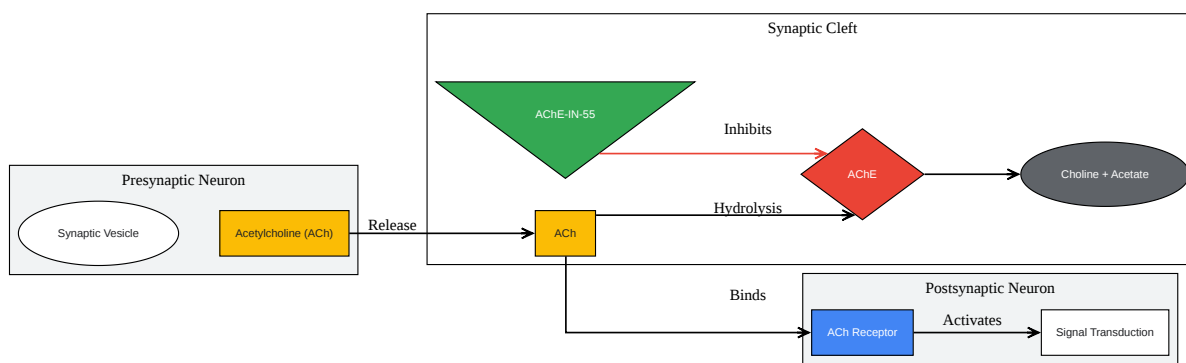 Synaptic Cleft
AChE-IN-55
Inhibits
Presynaptic Neuron
AChE
Choline + Acetate
Synaptic Vesicle
Acetylcholine (ACh)
Release
ACh
Hydrolysis
Binds
Postsynaptic Neuron
ACh Receptor
Activates
Signal Transduction